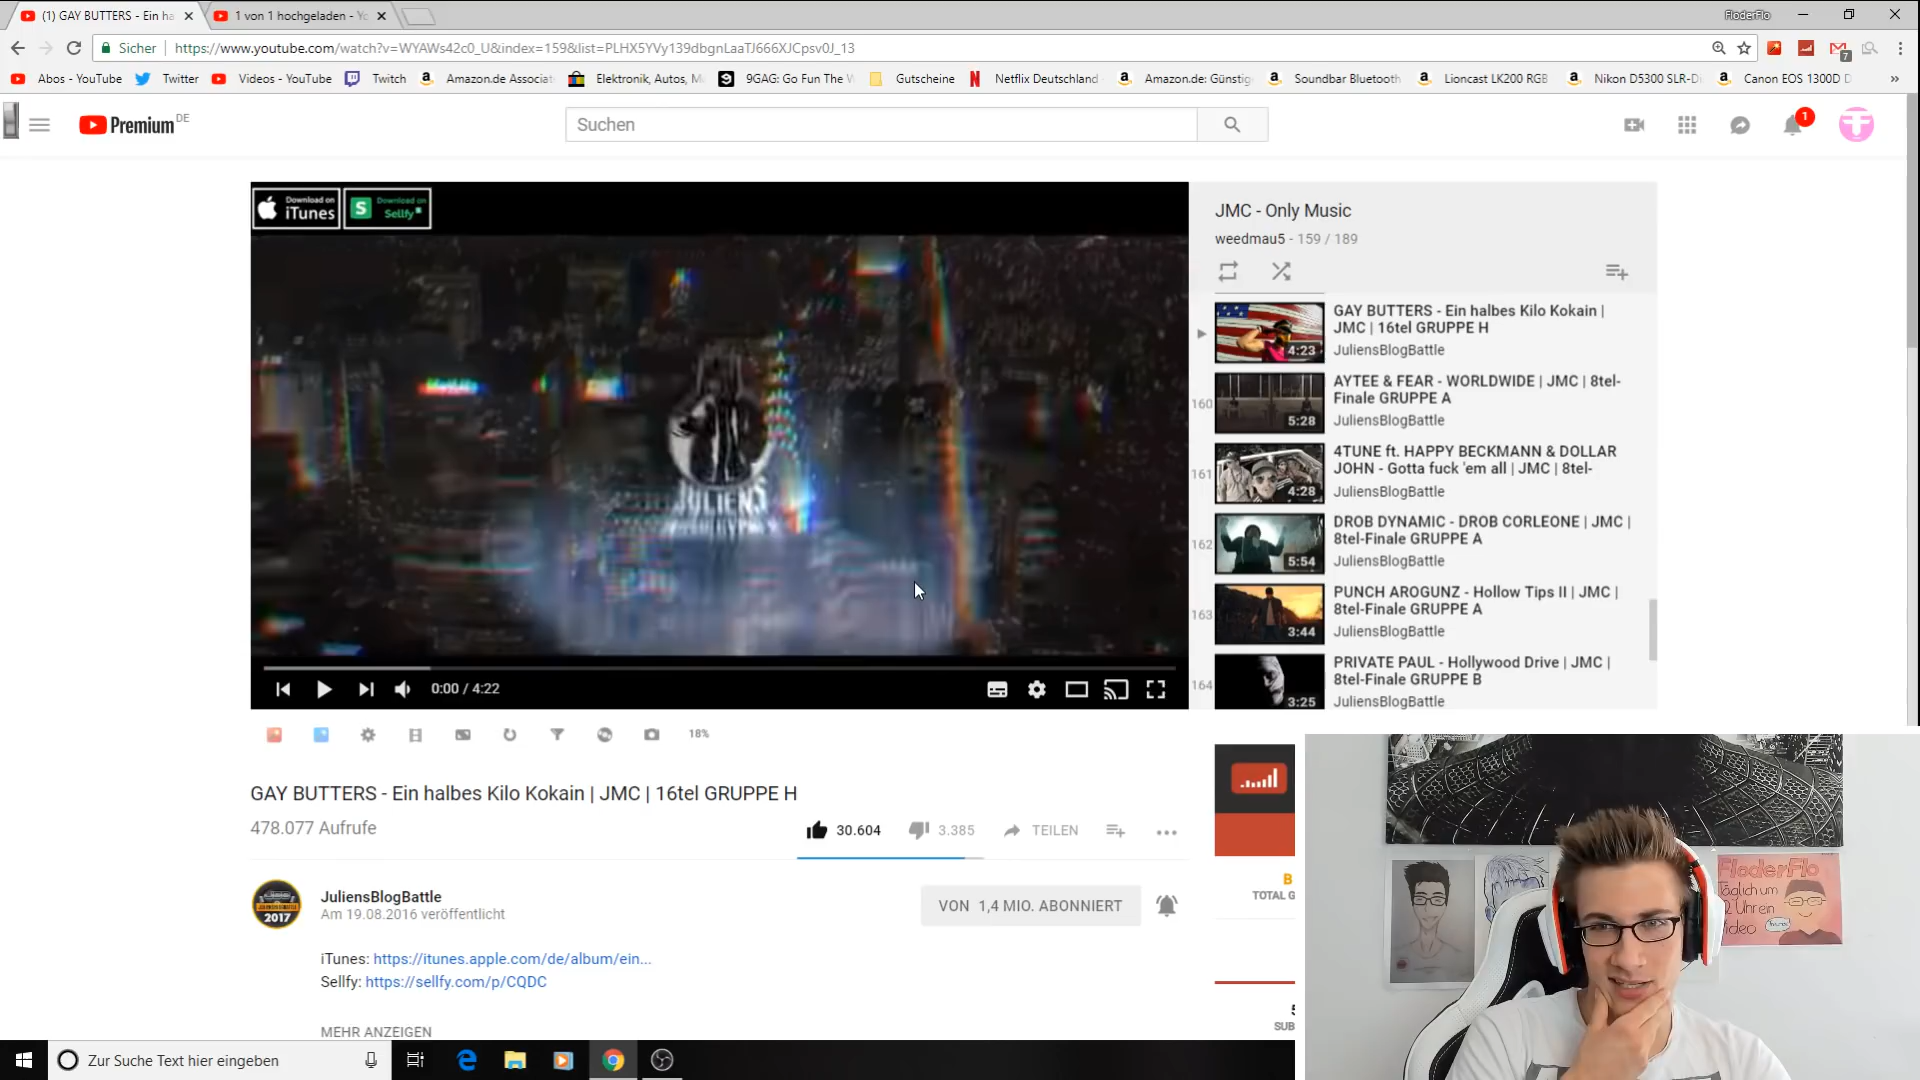 (1) GAY BUTTERS - Ein ha
1 von 1 hochgeladen - Yo
FloderFlo
Sicher
https://www.youtube.com/watch?v=WYAWs42c0_U&index=159&list=PLHX5YVy139dbgnLaaTJ666XJCpsv0J_13
7
Abos - YouTube
Twitter
Videos - YouTube
Twitch
Amazon.de Associat
Elektronik, Autos, M
9GAG: Go Fun The W
Gutscheine
Netflix Deutschland
Amazon.de: Günstig
Soundbar Bluetooth
Lioncast LK200 RGB
Nikon D5300 SLR-Di
Canon EOS 1300D D
»
Premium DE
Suchen
1
Download on
iTunes
Download on
Sellfy
JULIENS
0:00 / 4:22
JMC - Only Music
weedmau5 - 159 / 189
GAY BUTTERS - Ein halbes Kilo Kokain |
JMC | 16tel GRUPPE H
JuliensBlogBattle
4:23
160
AYTEE & FEAR - WORLDWIDE | JMC | 8tel-
Finale GRUPPE A
JuliensBlogBattle
5:28
161
4TUNE ft. HAPPY BECKMANN & DOLLAR
JOHN - Gotta fuck 'em all | JMC | 8tel-
JuliensBlogBattle
4:28
162
DROB DYNAMIC - DROB CORLEONE | JMC |
8tel-Finale GRUPPE A
JuliensBlogBattle
5:54
163
PUNCH AROGUNZ - Hollow Tips II | JMC |
8tel-Finale GRUPPE A
JuliensBlogBattle
3:44
164
PRIVATE PAUL - Hollywood Drive | JMC |
8tel-Finale GRUPPE B
JuliensBlogBattle
3:25
18%
GAY BUTTERS - Ein halbes Kilo Kokain | JMC | 16tel GRUPPE H
478.077 Aufrufe
30.604
3.385
TEILEN
JuliensBlogBattle
Am 19.08.2016 veröffentlicht
2017
VON 1,4 MIO. ABONNIERT
iTunes: https://itunes.apple.com/de/album/ein...
Sellfy: https://sellfy.com/p/CQDC
MEHR ANZEIGEN
B
TOTAL G
SUB
FloderFlo
Täglich um
Uhr ein
ideo
Zur Suche Text hier eingeben